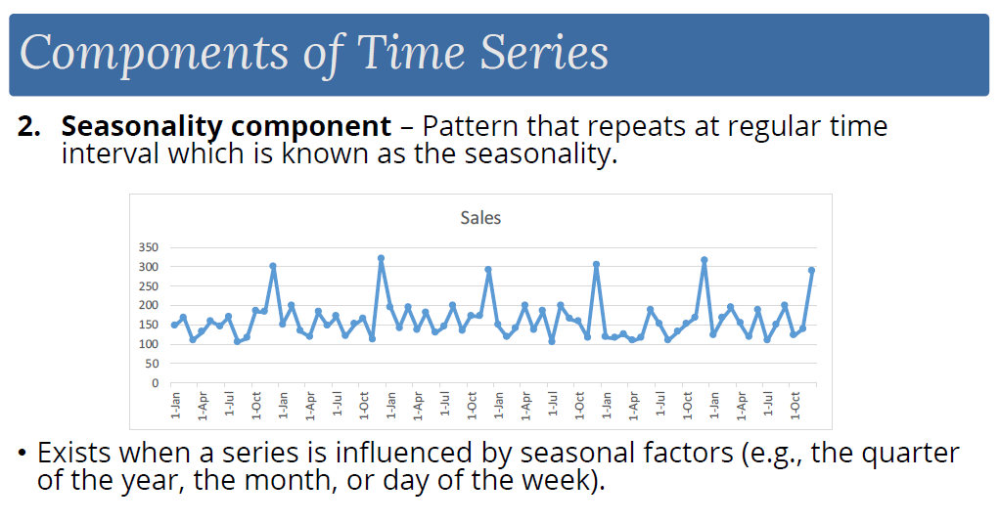 Components of Time Series
2. Seasonality component – Pattern that repeats at regular time
interval which is known as the seasonality.
Sales
350
300
250
200
150
100
50
0
1-Jan
1-Apr
1-Jul
1-Oct
1-Jan
1-Apr
1-Jul
1-Oct
1-Jan
1-Apr
1-Jul
1-Oct
1-Jan
1-Apr
1-Jul
1-Oct
1-Jan
1-Apr
1-Jul
1-Oct
1-Jan
1-Apr
1-Jul
1-Oct
• Exists when a series is influenced by seasonal factors (e.g., the quarter
of the year, the month, or day of the week).